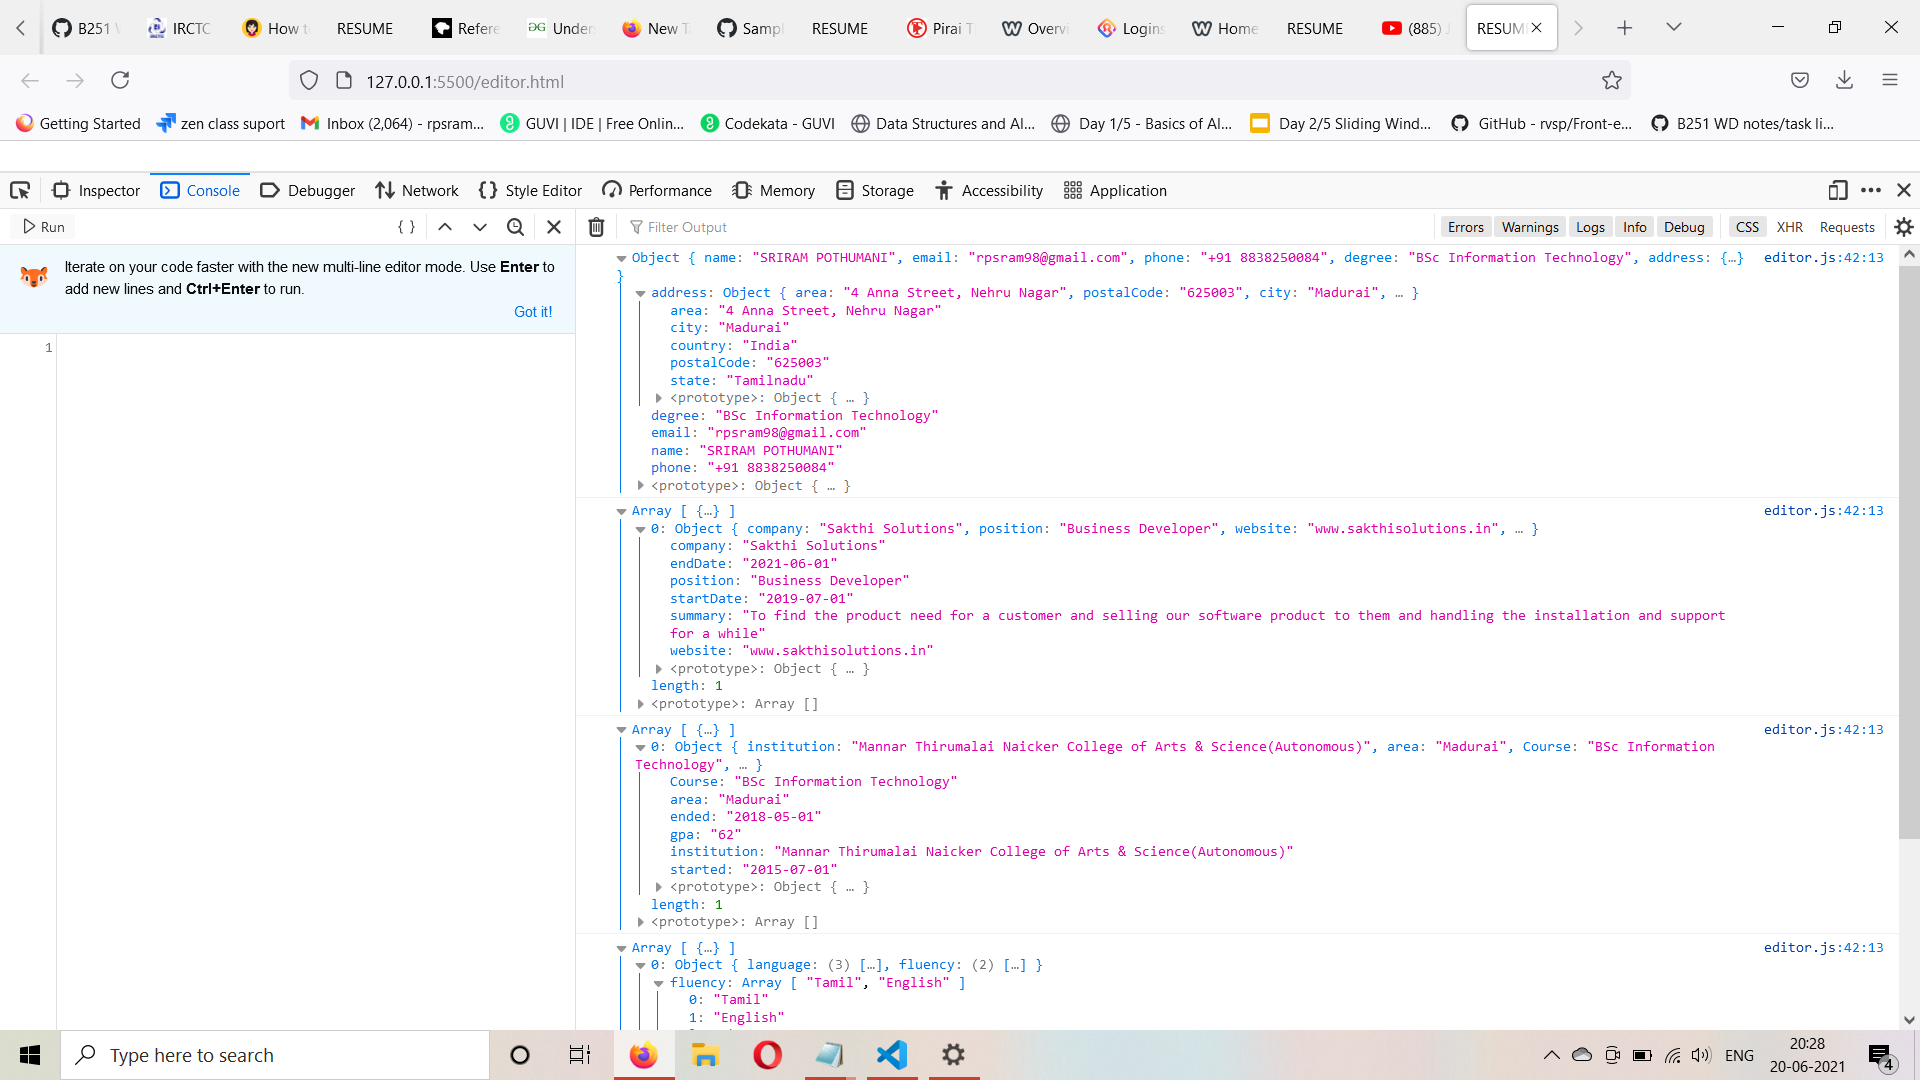 B251 IRCTC How t RESUME Refere Under New T Samp RESUME Pirai T Overvi Logins Home RESUME (885) RESUM
127.0.0.1:5500/editor.html
Getting Started zen class suport Inbox (2,064) - rpsram... GUVI | IDE | Free Onlin... Codekata - GUVI Data Structures and Al... Day 1/5 - Basics of Al... Day 2/5 Sliding Wind... GitHub - rvsp/Front-e... B251 WD notes/task li...
Inspector Console Debugger Network Style Editor Performance Memory Storage Accessibility Application
Run Filter Output Errors Warnings Logs Info Debug CSS XHR Requests
Iterate on your code faster with the new multi-line editor mode. Use Enter to
add new lines and Ctrl+Enter to run.
Got it!
1
Object { name: "SRIRAM POTHUMANI", email: "rpsram98@gmail.com", phone: "+91 8838250084", degree: "BSc Information Technology", address: {…} editor.js:42:13
}
address: Object { area: "4 Anna Street, Nehru Nagar", postalCode: "625003", city: "Madurai", … }
area: "4 Anna Street, Nehru Nagar"
city: "Madurai"
country: "India"
postalCode: "625003"
state: "Tamilnadu"
<prototype>: Object { … }
degree: "BSc Information Technology"
email: "rpsram98@gmail.com"
name: "SRIRAM POTHUMANI"
phone: "+91 8838250084"
<prototype>: Object { … }
Array [ {…} ] editor.js:42:13
0: Object { company: "Sakthi Solutions", position: "Business Developer", website: "www.sakthisolutions.in", … }
company: "Sakthi Solutions"
endDate: "2021-06-01"
position: "Business Developer"
startDate: "2019-07-01"
summary: "To find the product need for a customer and selling our software product to them and handling the installation and support
for a while"
website: "www.sakthisolutions.in"
<prototype>: Object { … }
length: 1
<prototype>: Array []
Array [ {…} ] editor.js:42:13
0: Object { institution: "Mannar Thirumalai Naicker College of Arts & Science(Autonomous)", area: "Madurai", Course: "BSc Information
Technology", … }
Course: "BSc Information Technology"
area: "Madurai"
ended: "2018-05-01"
gpa: "62"
institution: "Mannar Thirumalai Naicker College of Arts & Science(Autonomous)"
started: "2015-07-01"
<prototype>: Object { … }
length: 1
<prototype>: Array []
Array [ {…} ] editor.js:42:13
0: Object { language: (3) […], fluency: (2) […] }
fluency: Array [ "Tamil", "English" ]
0: "Tamil"
1: "English"
Type here to search
ENG
20:28
20-06-2021
4